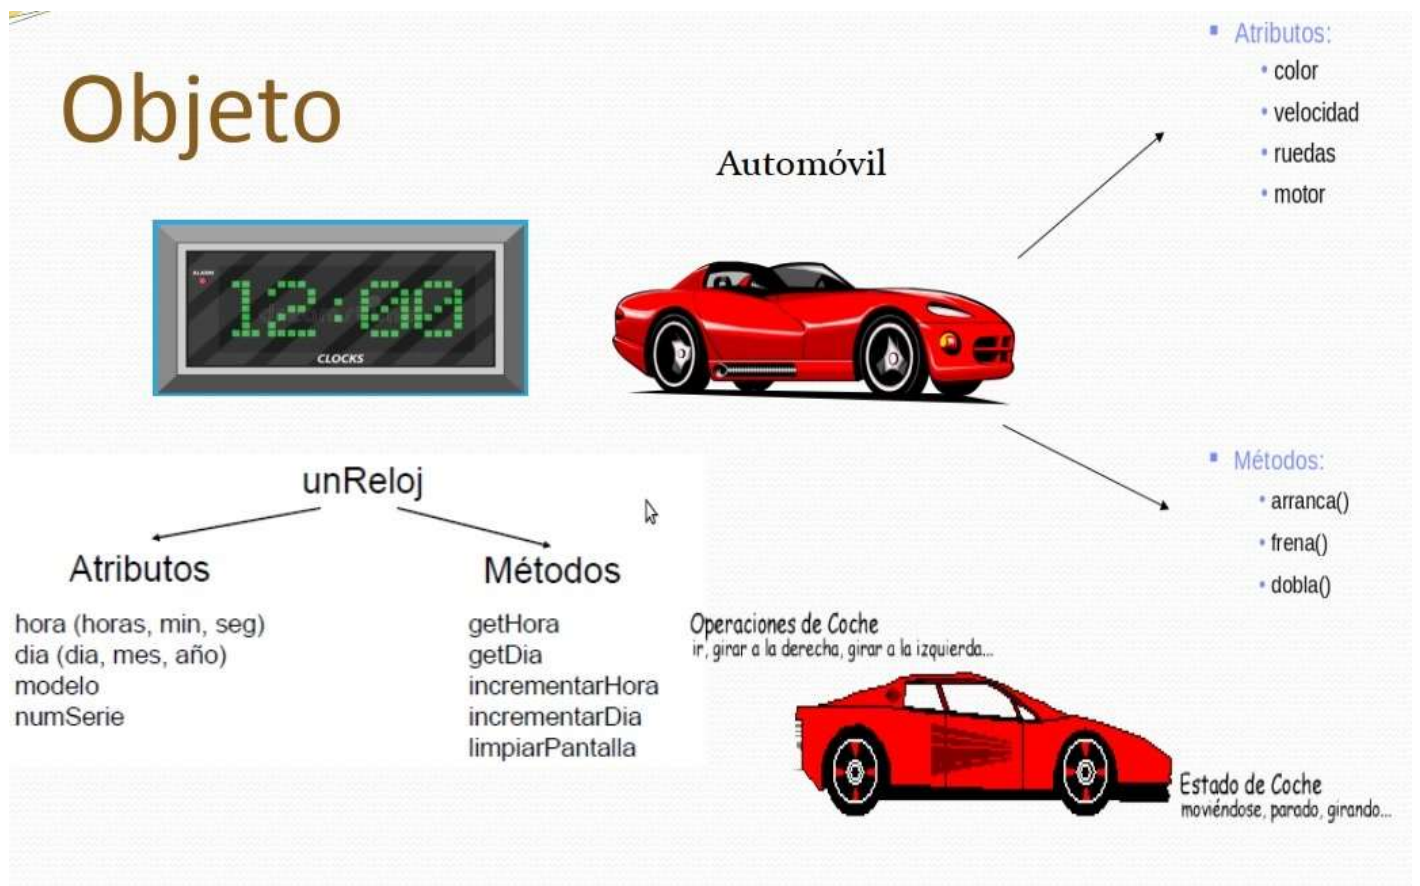 Objeto
ALARM
12:00
CLOCKS
Automóvil
Atributos:
color
velocidad
ruedas
motor
Métodos:
arranca()
frena()
dobla()
unReloj
Atributos
hora (horas, min, seg)
dia (dia, mes, año)
modelo
numSerie
Métodos
getHora
getDia
incrementarHora
incrementarDia
limpiarPantalla
Operaciones de Coche
ir, girar a la derecha, girar a la izquierda...
Estado de Coche
moviéndose, parado, girando...